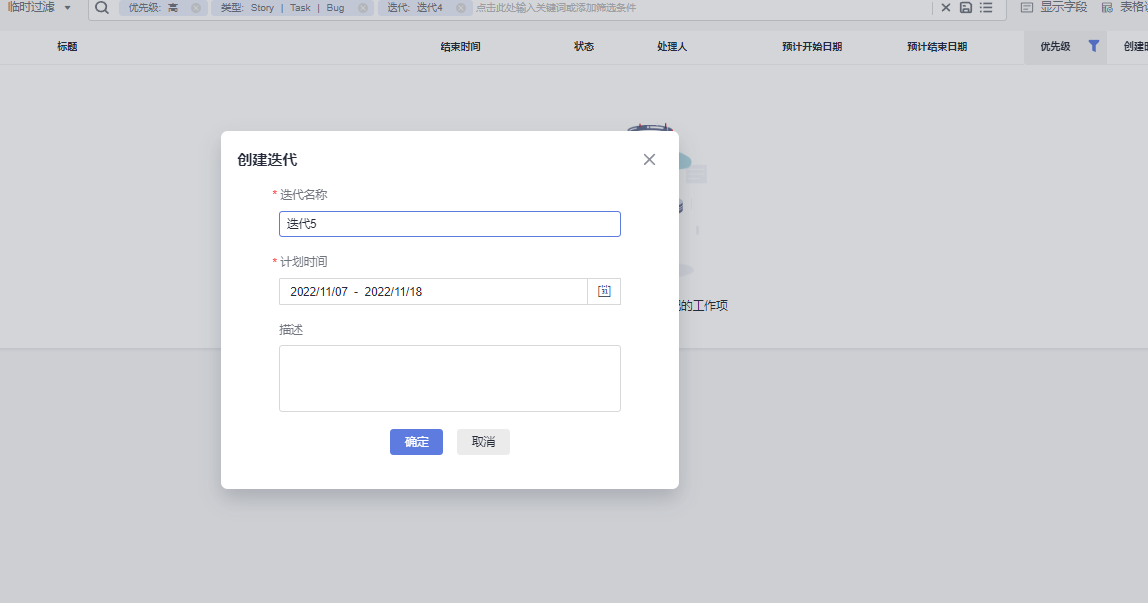 临时过滤 优先级: 高 类型: Story | Task | Bug 迭代: 迭代4 点击此处输入关键词或添加筛选条件 显示字段 表格
标题 结束时间 状态 处理人 预计开始日期 预计结束日期 优先级 创建
创建迭代
* 迭代名称
迭代5
* 计划时间
2022/11/07 - 2022/11/18
31
的工作项
描述
确定 取消